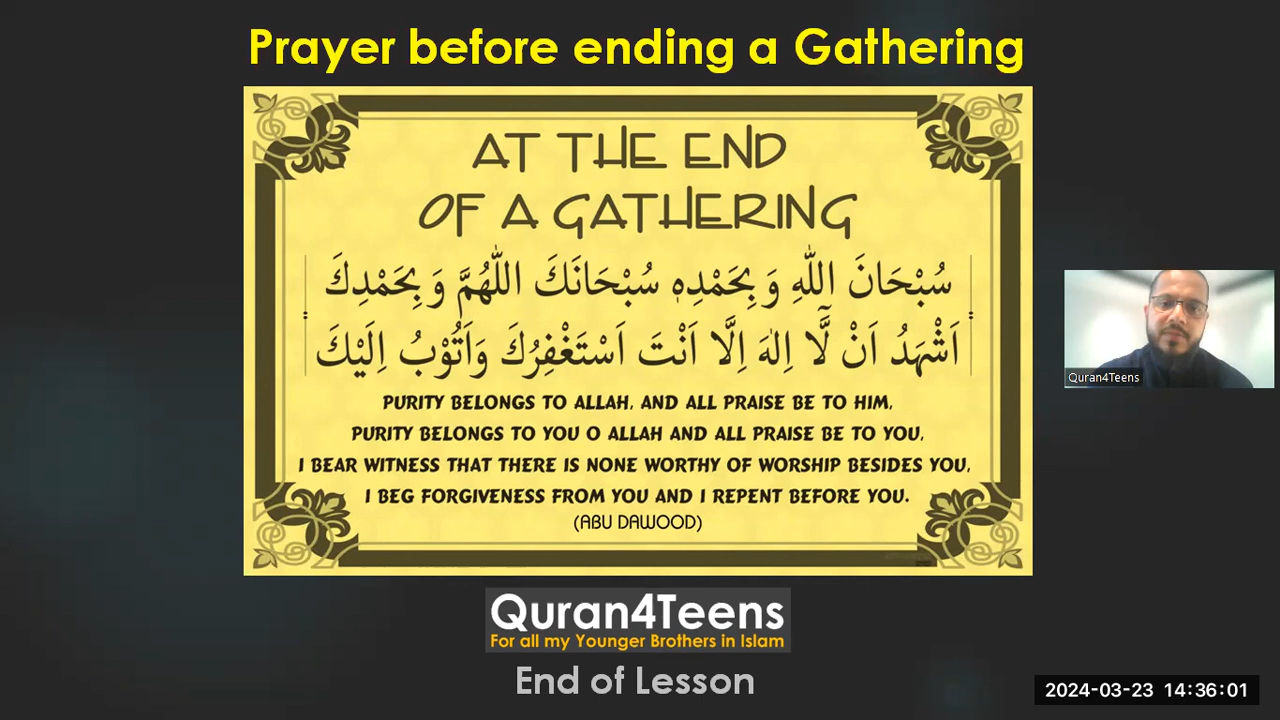 Prayer before ending a Gathering
AT THE END
OF A GATHERING
سُبْحَانَ اللّٰهِ وَ بِحَمْدِهٖ سُبْحَانَكَ اللّٰهُمَّ وَ بِحَمْدِكَ
اَشْهَدُ اَنْ لَّٓا اِلٰهَ اِلَّا اَنْتَ اَسْتَغْفِرُكَ وَاَتُوْبُ اِلَيْكَ
PURITY BELONGS TO ALLAH, AND ALL PRAISE BE TO HIM,
PURITY BELONGS TO YOU O ALLAH AND ALL PRAISE BE TO YOU,
I BEAR WITNESS THAT THERE IS NONE WORTHY OF WORSHIP BESIDES YOU,
I BEG FORGIVENESS FROM YOU AND I REPENT BEFORE YOU.
(ABU DAWOOD)
Quran4Teens
For all my Younger Brothers in Islam
End of Lesson
Quran4Teens
2024-03-23 14:36:01